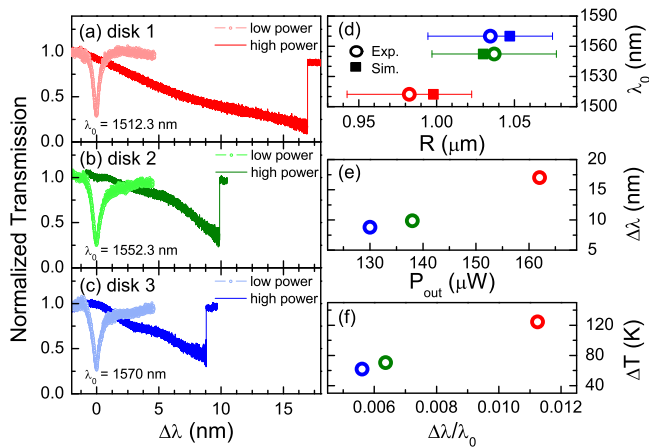 (a) disk 1
low power
high power
1.0
0.5
0.0
λ0 = 1512.3 nm
(b) disk 2
low power
high power
1.0
0.5
0.0
λ0 = 1552.3 nm
(c) disk 3
low power
high power
1.0
0.5
0.0
λ0 = 1570 nm
0 5 10 15
Δλ (nm)
Normalized Transmission
(d)
Exp.
Sim.
1590
1560
1530
1500
λ0 (nm)
0.95 1.00 1.05
R (μm)
(e)
20
15
10
5
Δλ (nm)
130 140 150 160
Pout (μW)
(f)
120
80
40
ΔT (K)
0.006 0.008 0.010 0.012
Δλ/λ0